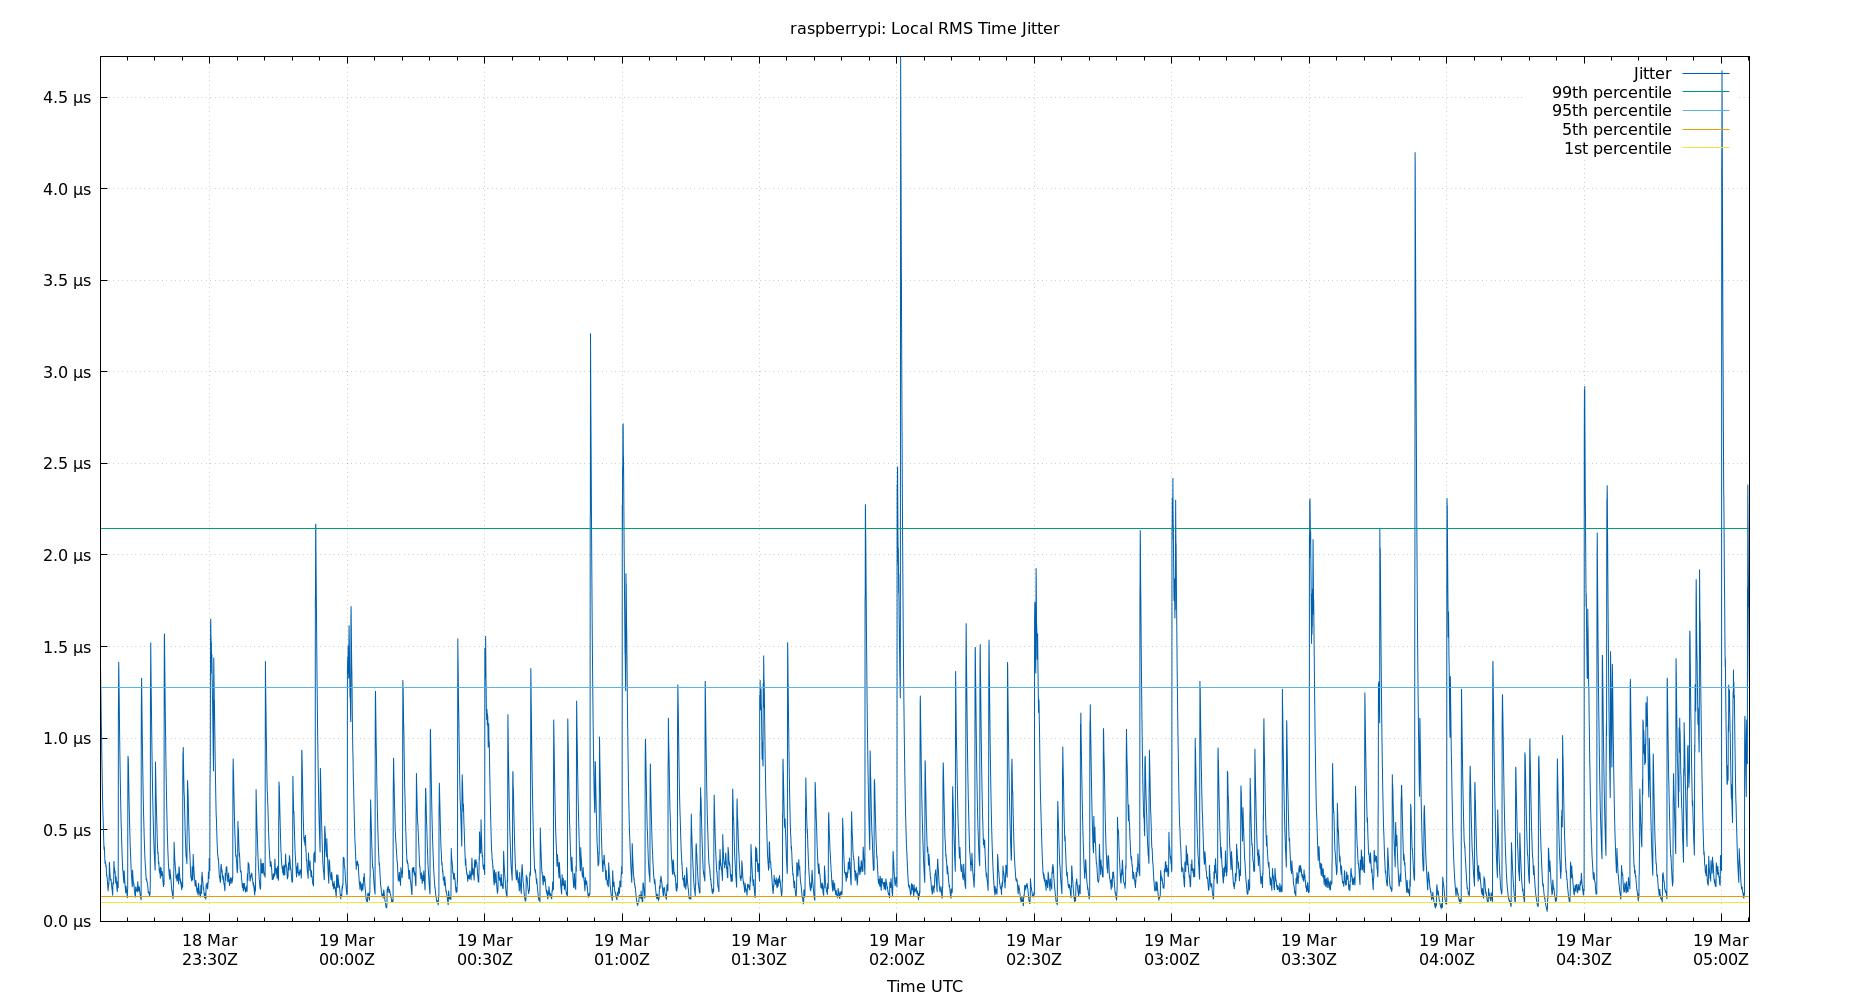 raspberrypi: Local RMS Time Jitter
Jitter
99th percentile
95th percentile
5th percentile
1st percentile
4.5 µs
4.0 µs
3.5 µs
3.0 µs
2.5 µs
2.0 µs
1.5 µs
1.0 µs
0.5 µs
0.0 µs
18 Mar 19 Mar 19 Mar 19 Mar 19 Mar 19 Mar 19 Mar 19 Mar 19 Mar 19 Mar 19 Mar 19 Mar
23:30Z 00:00Z 00:30Z 01:00Z 01:30Z 02:00Z 02:30Z 03:00Z 03:30Z 04:00Z 04:30Z 05:00Z
Time UTC